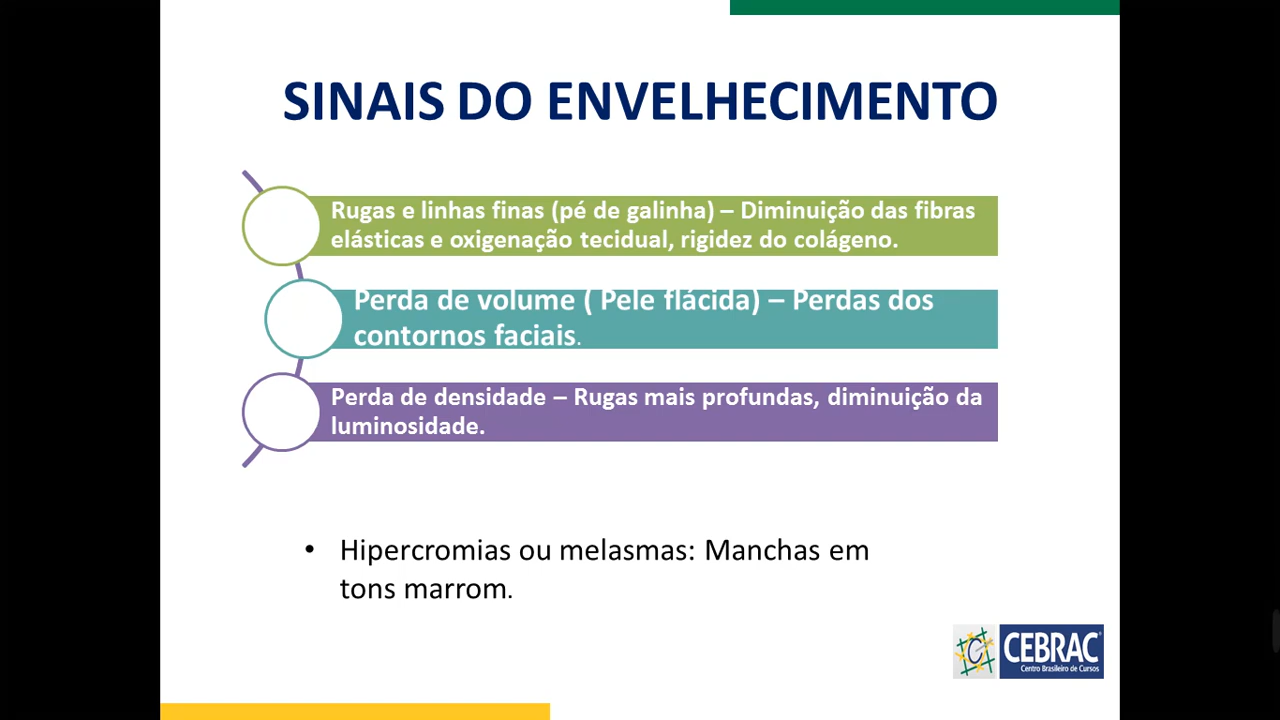 SINAIS DO ENVELHECIMENTO
Rugas e linhas finas (pé de galinha) – Diminuição das fibras
elásticas e oxigenação tecidual, rigidez do colágeno.
Perda de volume ( Pele flácida) – Perdas dos
contornos faciais.
Perda de densidade – Rugas mais profundas, diminuição da
luminosidade.
• Hipercromias ou melasmas: Manchas em
tons marrom.
CEBRAC
Centro Brasileiro de Cursos